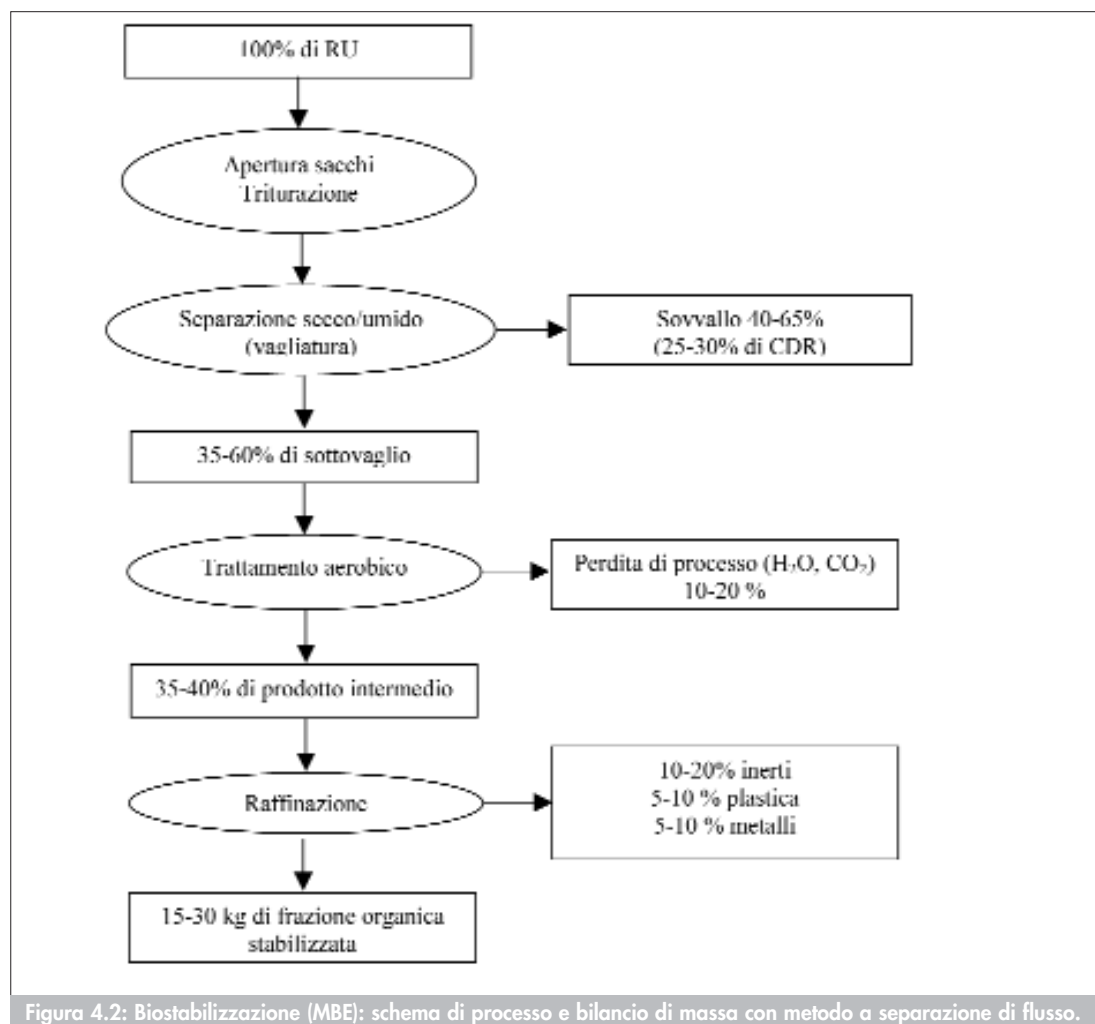 100% di RU
Apertura sacchi
Triturazione
Separazione secco/umido
(vagliatura)
Sovvallo 40-65%
(25-30% di CDR)
35-60% di sottovaglio
Trattamento aerobico
Perdita di processo (H₂O, CO₂)
10-20 %
35-40% di prodotto intermedio
Raffinazione
10-20% inerti
5-10 % plastica
5-10 % metalli
15-30 kg di frazione organica
stabilizzata
Figura 4.2: Biostabilizzazione (MBE): schema di processo e bilancio di massa con metodo a separazione di flusso.